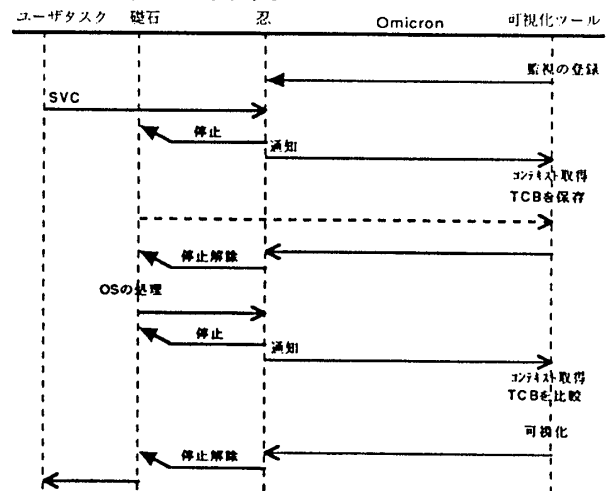 ユーザタスク 礎石 忍 Omicron 可視化ツール
監視の登録
SVC
停止
通知
コンテキスト取得
TCBを保存
停止解除
OSの処理
停止
通知
コンテキスト取得
TCBを比較
可視化
停止解除